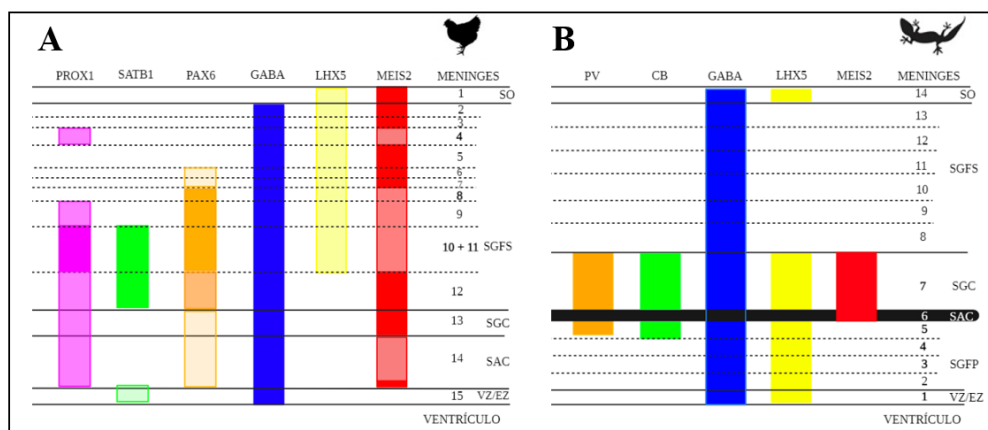 A
B
PROX1 SATB1 PAX6 GABA LHX5 MEIS2 MENINGES
1 SO
2
3
4
5
6
7
8
9
10 + 11 SGFS
12
13 SGC
14 SAC
15 VZ/EZ
VENTRÍCULO
PV CB GABA LHX5 MEIS2 MENINGES
14 SO
13
12
11 SGFS
10
9
8
7 SGC
6 SAC
5
4
3 SGFP
2
1 VZ/EZ
VENTRÍCULO